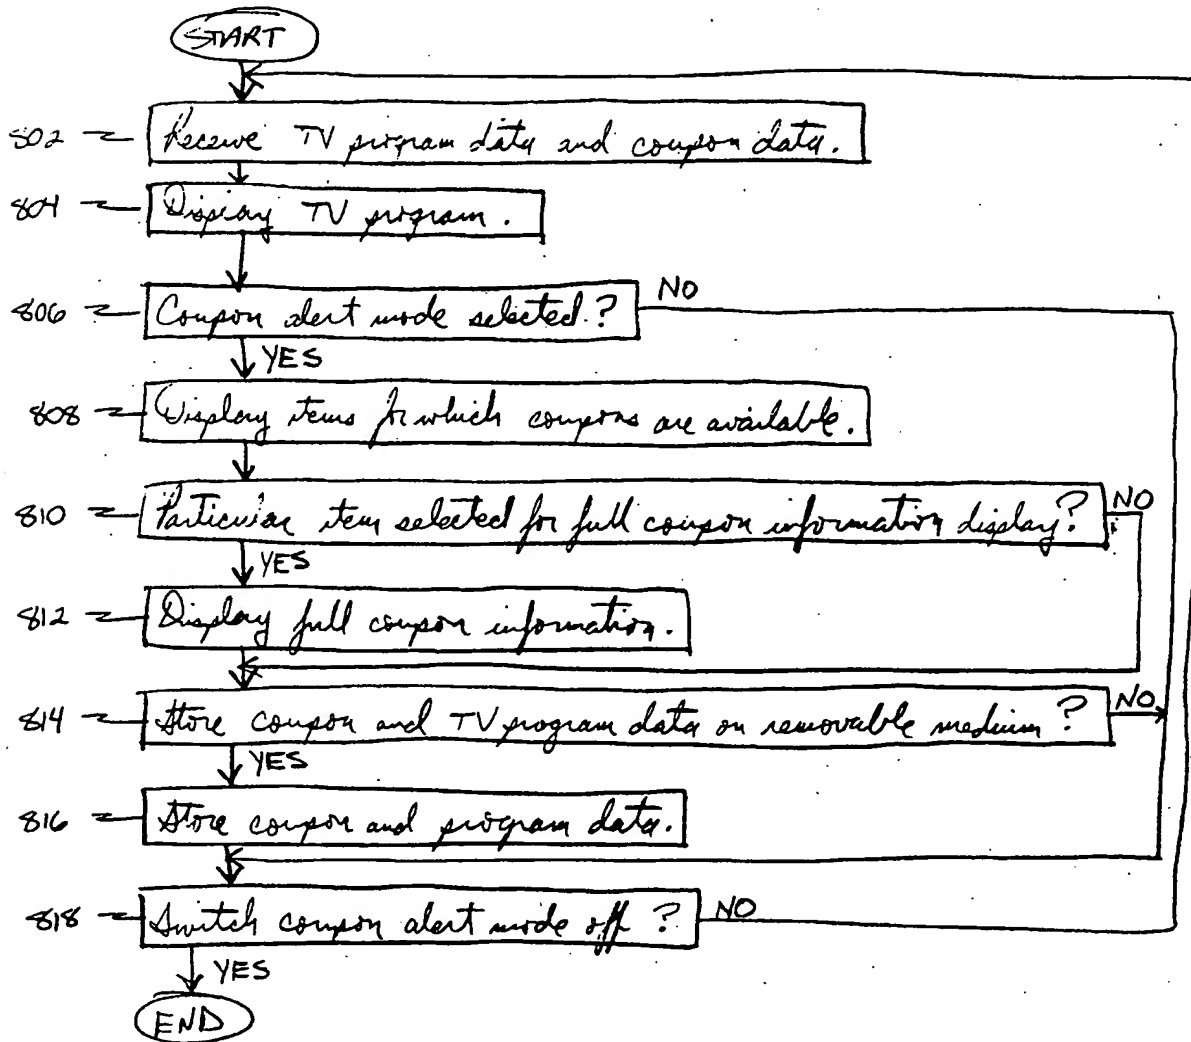 START
802 Receive TV program data and coupon data.
804 Display TV program.
806 Coupon alert mode selected? NO
YES
808 Display items for which coupons are available.
810 Particular item selected for full coupon information display? NO
YES
812 Display full coupon information.
814 Store coupon and TV program data on removable medium? NO
YES
816 Store coupon and program data.
818 Switch coupon alert mode off? NO
YES
END